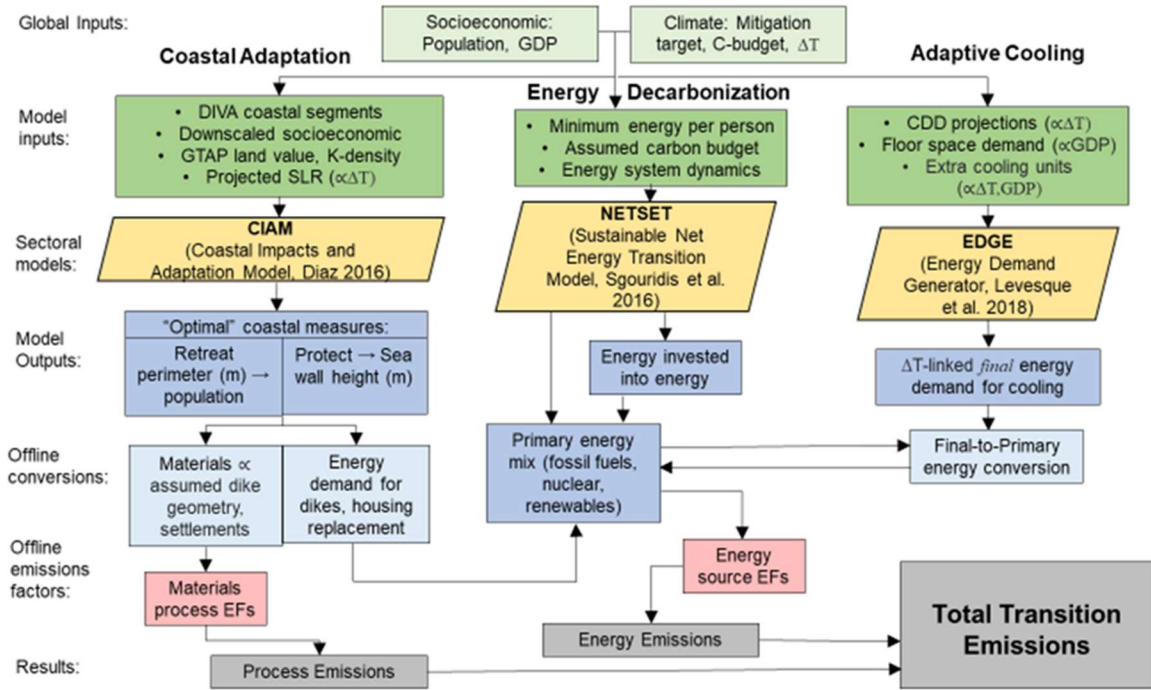 Global Inputs:
Socioeconomic:
Population, GDP
Climate: Mitigation
target, C-budget, ΔT
Coastal Adaptation
Energy Decarbonization
Adaptive Cooling
Model
inputs:
• DIVA coastal segments
• Downscaled socioeconomic
• GTAP land value, K-density
• Projected SLR (∝ΔT)
• Minimum energy per person
• Assumed carbon budget
• Energy system dynamics
• CDD projections (∝ΔT)
• Floor space demand (∝GDP)
• Extra cooling units
(∝ΔT,GDP)
Sectoral
models:
CIAM
(Coastal Impacts and
Adaptation Model, Diaz 2016)
NETSET
(Sustainable Net
Energy Transition
Model, Sgouridis et al.
2016)
EDGE
(Energy Demand
Generator, Levesque
et al. 2018)
Model
Outputs:
“Optimal” coastal measures:
Retreat
perimeter (m) →
population
Protect → Sea
wall height (m)
Energy invested
into energy
ΔT-linked final energy
demand for cooling
Offline
conversions:
Materials ∝
assumed dike
geometry,
settlements
Energy
demand for
dikes, housing
replacement
Primary energy
mix (fossil fuels,
nuclear,
renewables)
Final-to-Primary
energy conversion
Offline
emissions
factors:
Materials
process EFs
Energy
source EFs
Results:
Process Emissions
Energy Emissions
Total Transition
Emissions